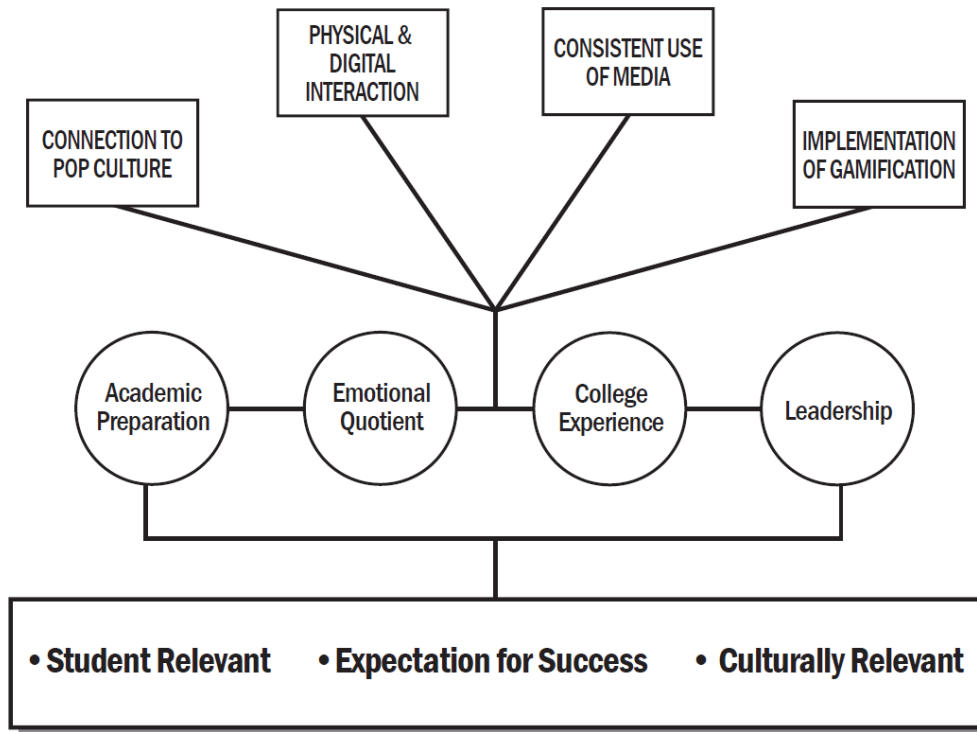 PHYSICAL &
DIGITAL
INTERACTION
CONSISTENT USE
OF MEDIA
CONNECTION TO
POP CULTURE
IMPLEMENTATION
OF GAMIFICATION
Academic
Preparation
Emotional
Quotient
College
Experience
Leadership
• Student Relevant • Expectation for Success • Culturally Relevant